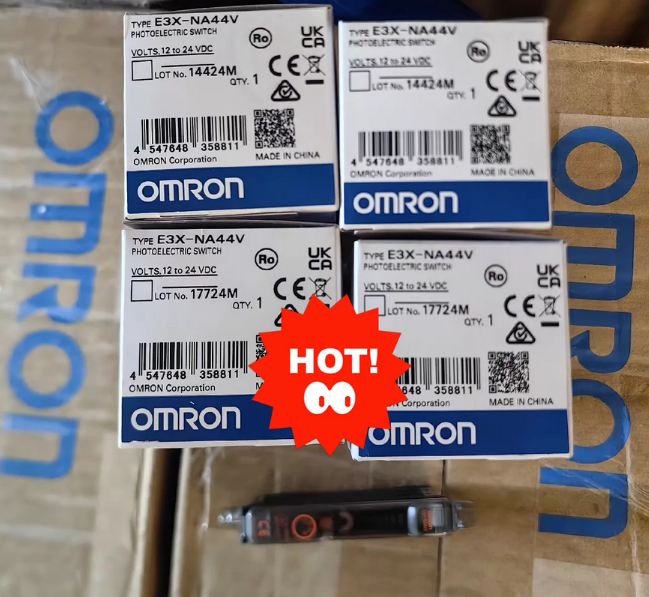 TYPE E3X-NA44V
PHOTOELECTRIC SWITCH
VOLTS. 12 to 24 VDC
LOT No. 14424M
QTY. 1
Ro
UK
CA
CE
4 547648 358811
OMRON Corporation
MADE IN CHINA
OMRON
TYPE E3X-NA44V
PHOTOELECTRIC SWITCH
VOLTS. 12 to 24 VDC
LOT No. 14424M
QTY. 1
Ro
UK
CA
CE
4 547648 358811
OMRON Corporation
MADE IN CHINA
OMRON
TYPE E3X-NA44V
PHOTOELECTRIC SWITCH
VOLTS. 12 to 24 VDC
LOT No. 17724M
QTY. 1
Ro
UK
CA
CE
4 547648 358811
OMRON Corporation
OMRON
TYPE E3X-NA44V
PHOTOELECTRIC SWITCH
VOLTS. 12 to 24 VDC
LOT No. 17724M
QTY. 1
Ro
UK
CA
CE
648 358811
Corporation
MADE IN CHINA
OMRON
HOT!
OMRON
OMRON